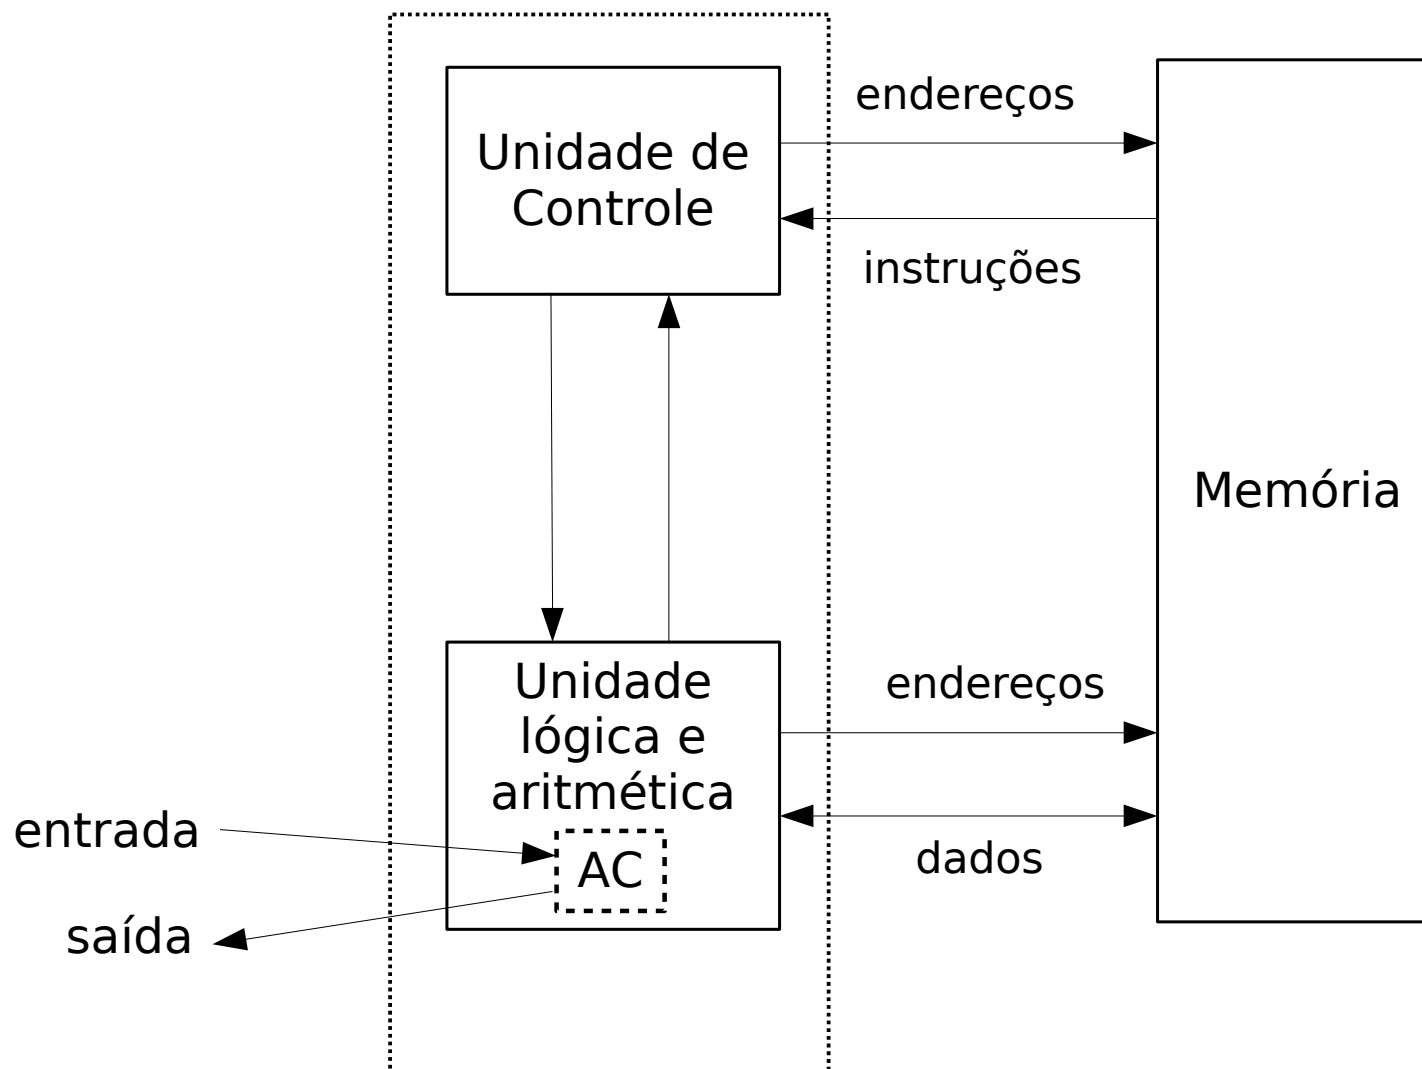 Unidade de
Controle
endereços
instruções
Memória
Unidade
lógica e
aritmética
AC
endereços
dados
entrada
saída